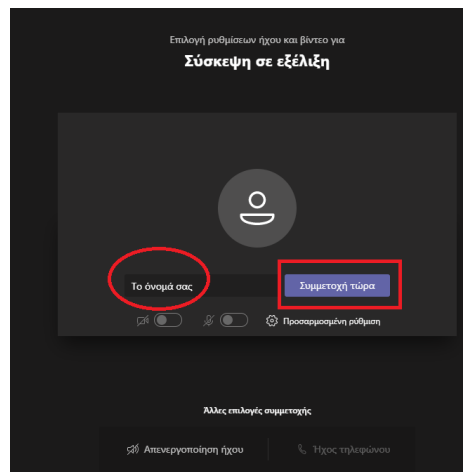 Επιλογή ρυθμίσεων ήχου και βίντεο για
Σύσκεψη σε εξέλιξη
Το όνομά σας
Συμμετοχή τώρα
Προσαρμοσμένη ρύθμιση
Άλλες επιλογές συμμετοχής
Απενεργοποίηση ήχου
Ήχος τηλεφώνου